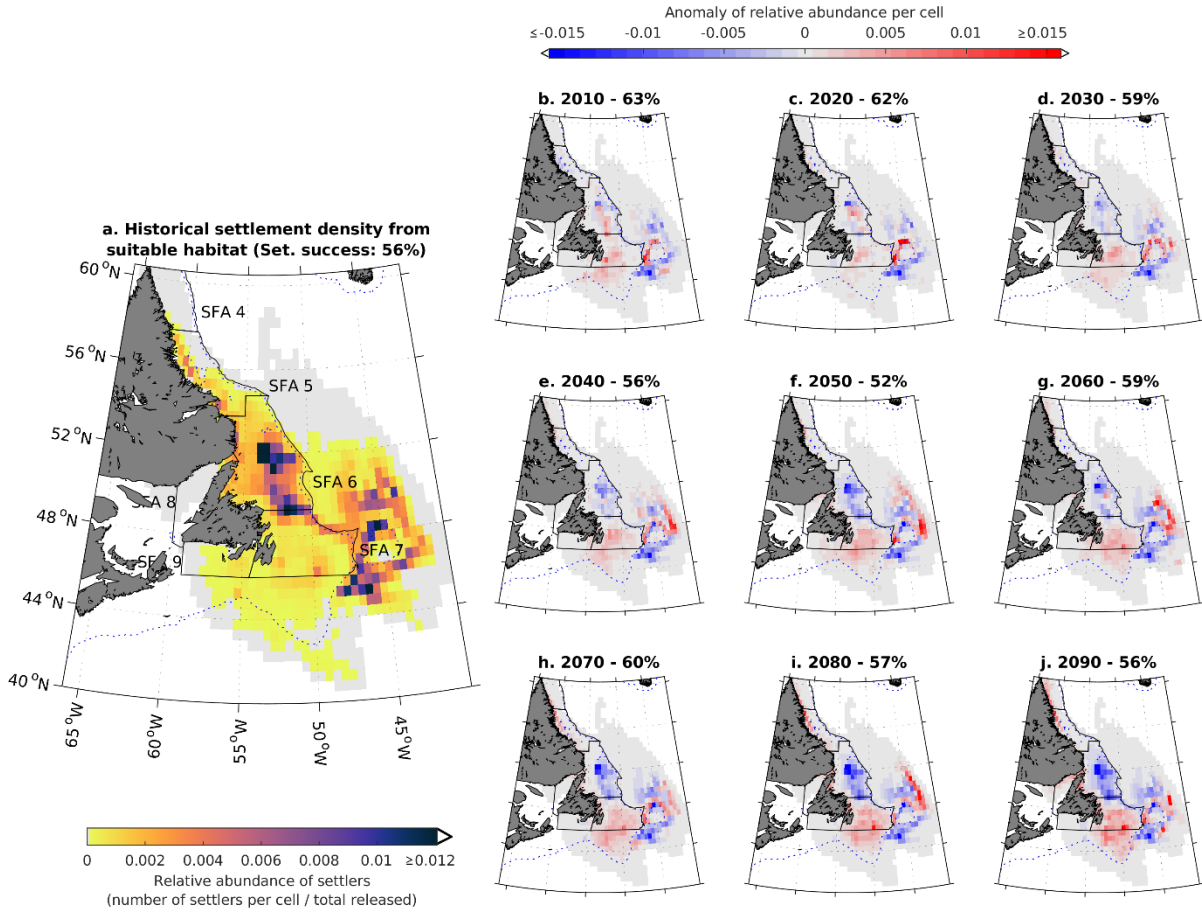 Anomaly of relative abundance per cell
≤-0.015 -0.01 -0.005 0 0.005 0.01 ≥0.015
b. 2010 - 63%
c. 2020 - 62%
d. 2030 - 59%
a. Historical settlement density from
suitable habitat (Set. success: 56%)
60°N
56°N
52°N
48°N
44°N
40°N
SFA 4
SFA 5
SFA 6
FA 8
SFA 7
SFA 9
65°W
60°W
55°W
50°W
45°W
e. 2040 - 56%
f. 2050 - 52%
g. 2060 - 59%
h. 2070 - 60%
i. 2080 - 57%
j. 2090 - 56%
0 0.002 0.004 0.006 0.008 0.01 ≥0.012
Relative abundance of settlers
(number of settlers per cell / total released)